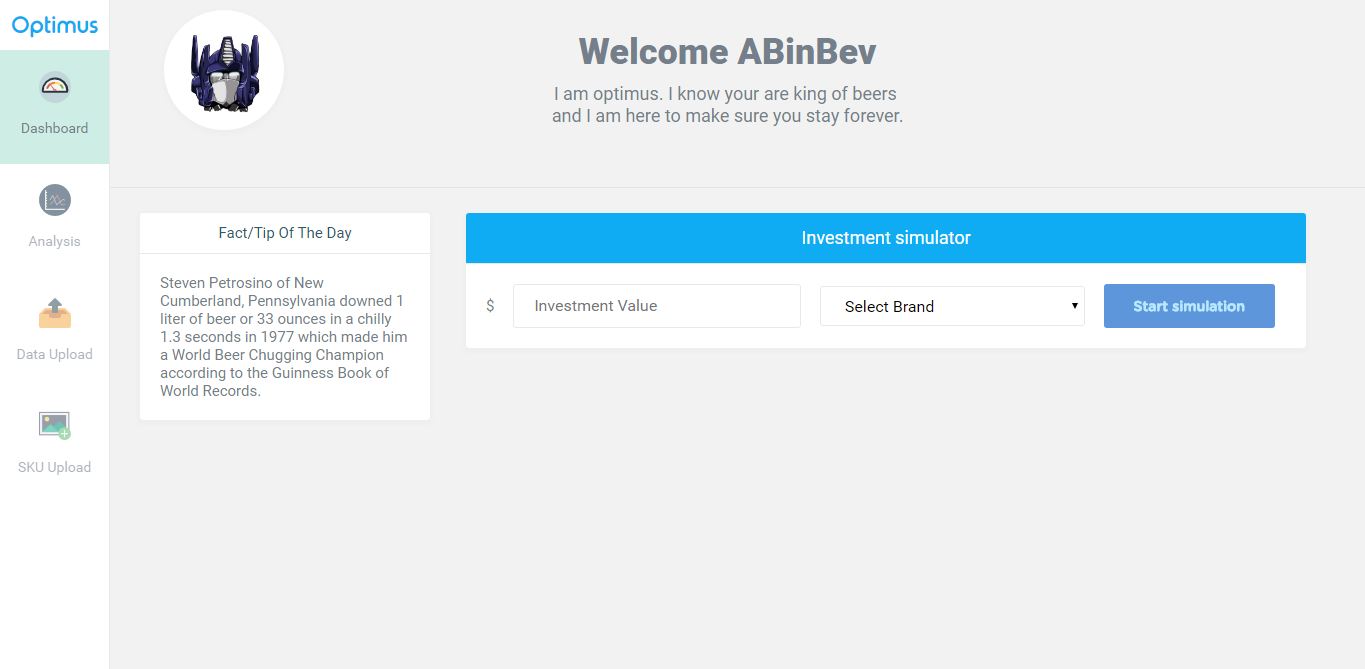 Optimus
Dashboard
Analysis
Data Upload
SKU Upload
Welcome ABinBev
I am optimus. I know your are king of beers
and I am here to make sure you stay forever.
Fact/Tip Of The Day
Steven Petrosino of New
Cumberland, Pennsylvania downed 1
liter of beer or 33 ounces in a chilly
1.3 seconds in 1977 which made him
a World Beer Chugging Champion
according to the Guinness Book of
World Records.
Investment simulator
$
Investment Value
Select Brand
Start simulation